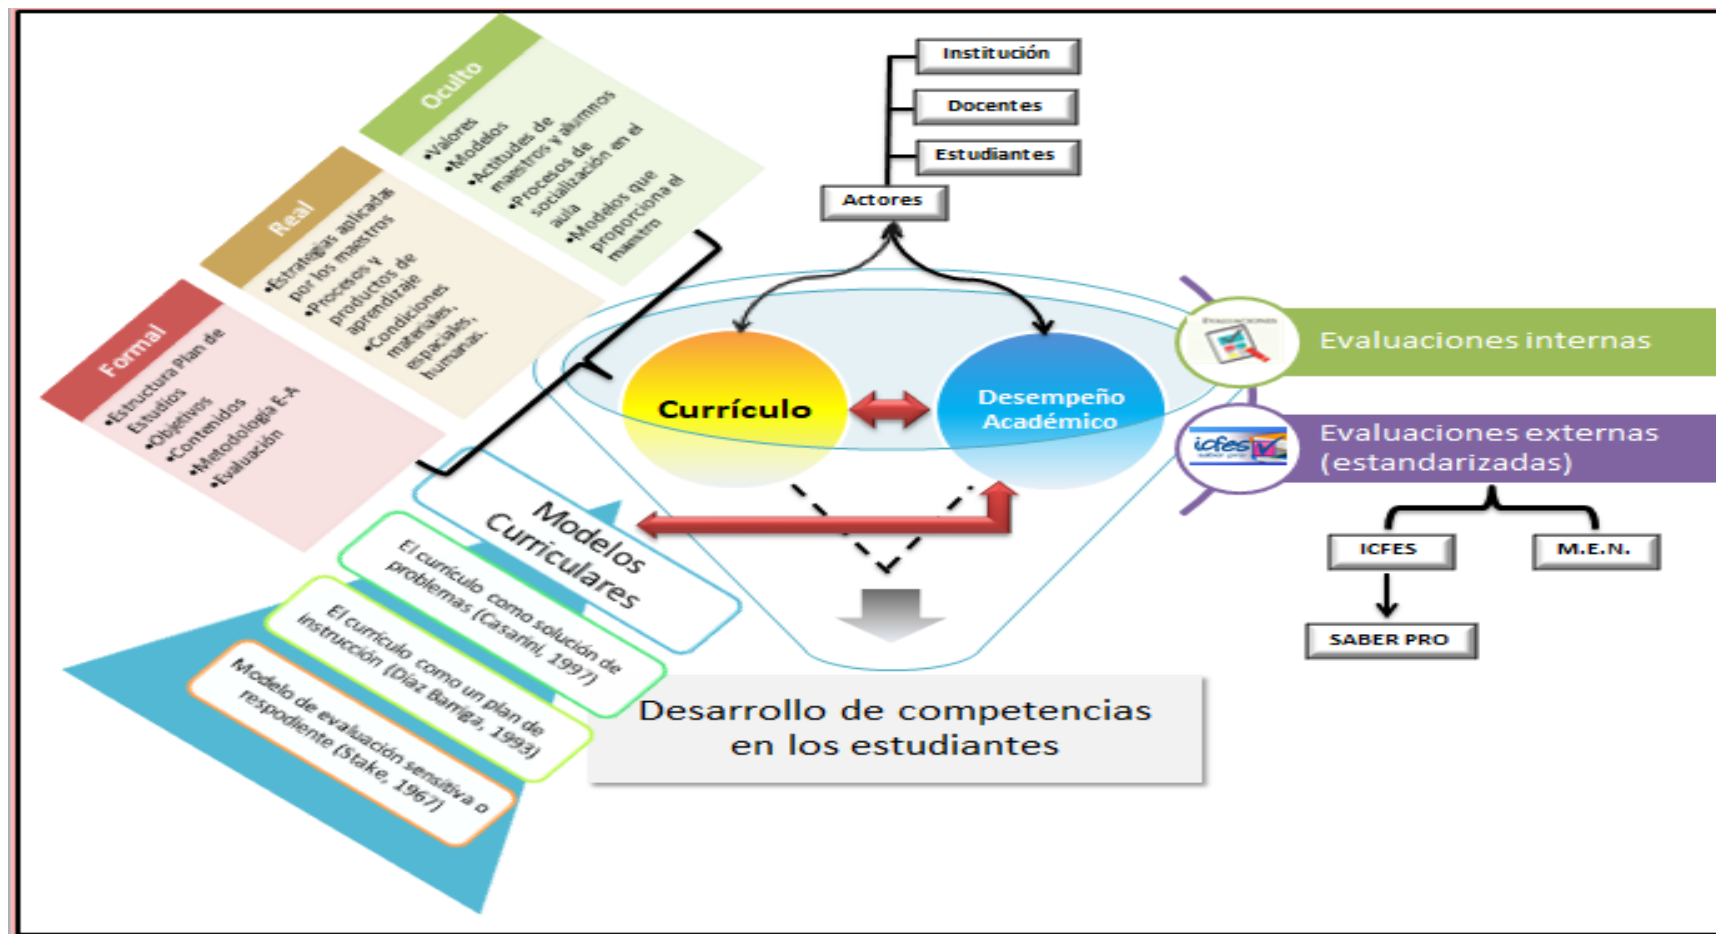 Institución
Docentes
Estudiantes
Actores
Oculto
•Valores
•Modelos
•Actitudes de
maestros y alumnos
•Procesos de
socialización en el
aula
•Modelos que
proporciona el
maestro
Real
•Estrategias aplicadas
por los maestros
•Procesos y
productos de
aprendizaje
•Condiciones
materiales,
espaciales,
humanas.
Formal
•Estructura Plan de
Estudios
•Objetivos
•Contenidos
•Metodología E-A
•Evaluación
Currículo
Desempeño
Académico
EVALUACIONES
Evaluaciones internas
icfes
saber pro
Evaluaciones externas
(estandarizadas)
ICFES
M.E.N.
SABER PRO
Modelos
Curriculares
El currículo como solución de
problemas (Casarini, 1997)
El currículo como un plan de
instrucción (Díaz Barriga, 1993)
Modelo de evaluación sensitiva o
respodiente (Stake, 1967)
Desarrollo de competencias
en los estudiantes